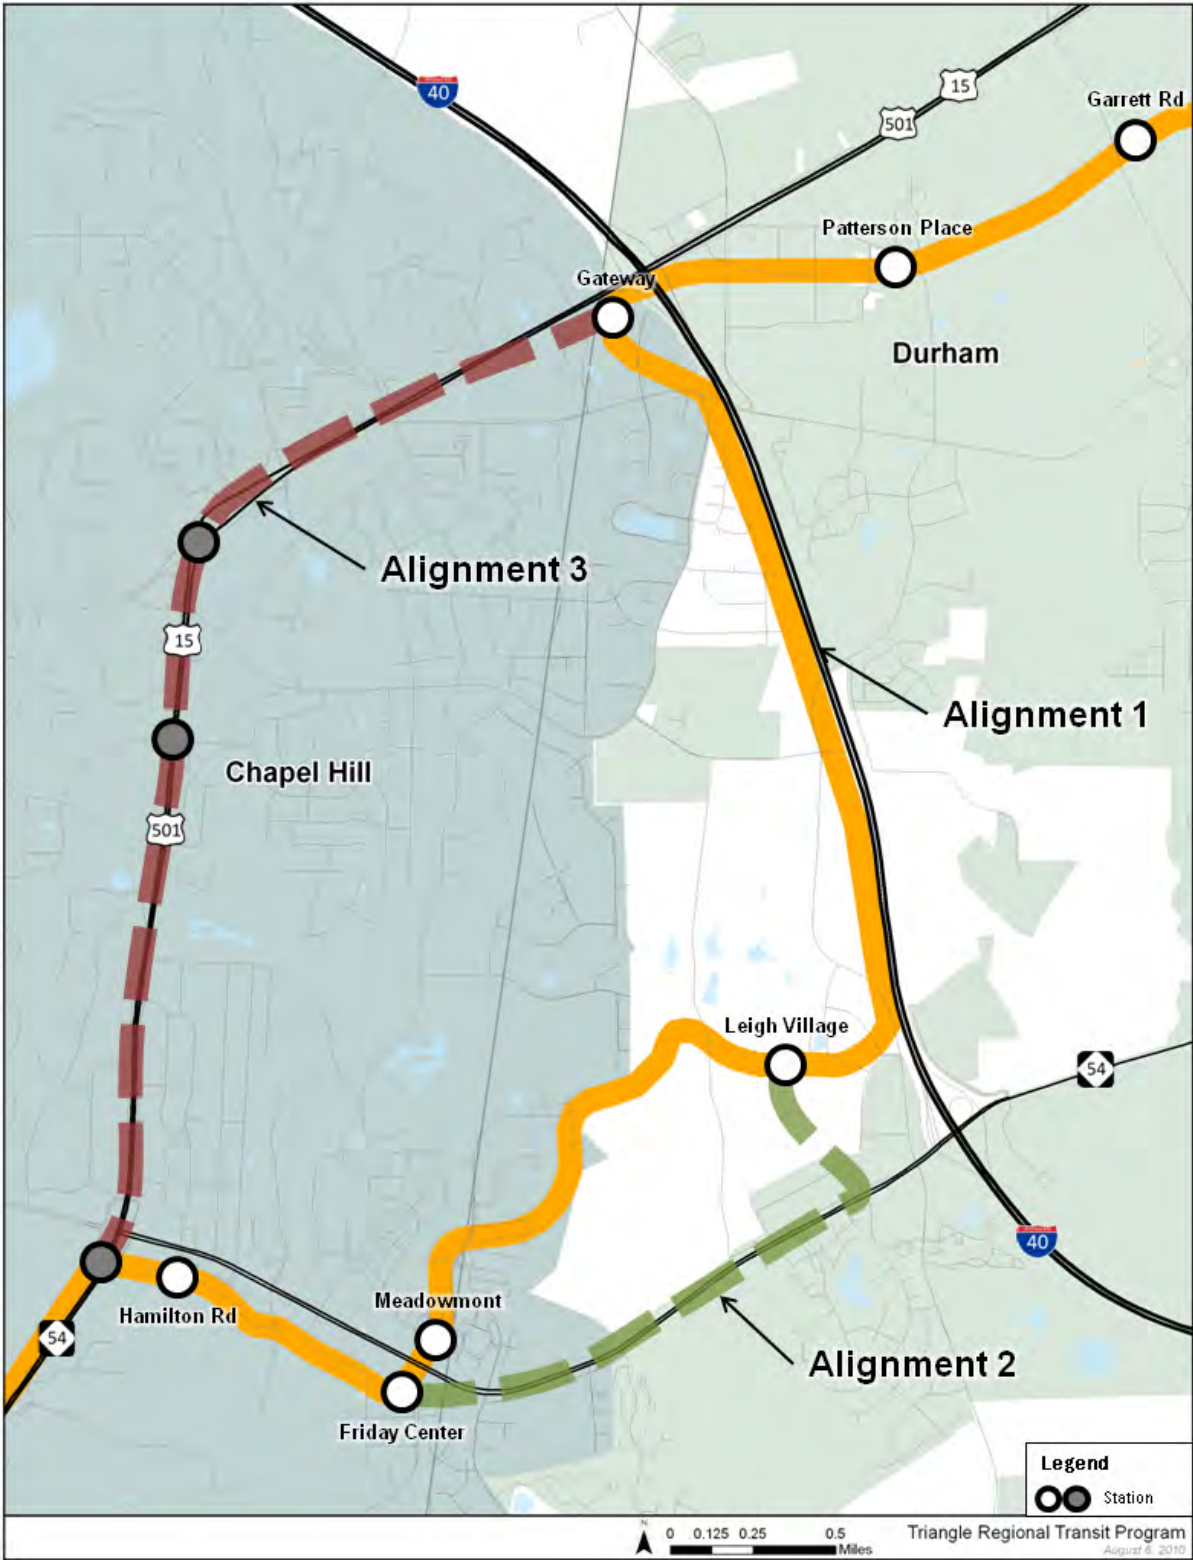 40
15
501
Garrett Rd
Patterson Place
Gateway
Durham
Alignment 3
15
Alignment 1
Chapel Hill
501
Leigh Village
54
40
Meadowmont
Hamilton Rd
54
Alignment 2
Friday Center
Legend
Station
N
0 0.125 0.25 0.5
Miles
Triangle Regional Transit Program
August 6, 2010